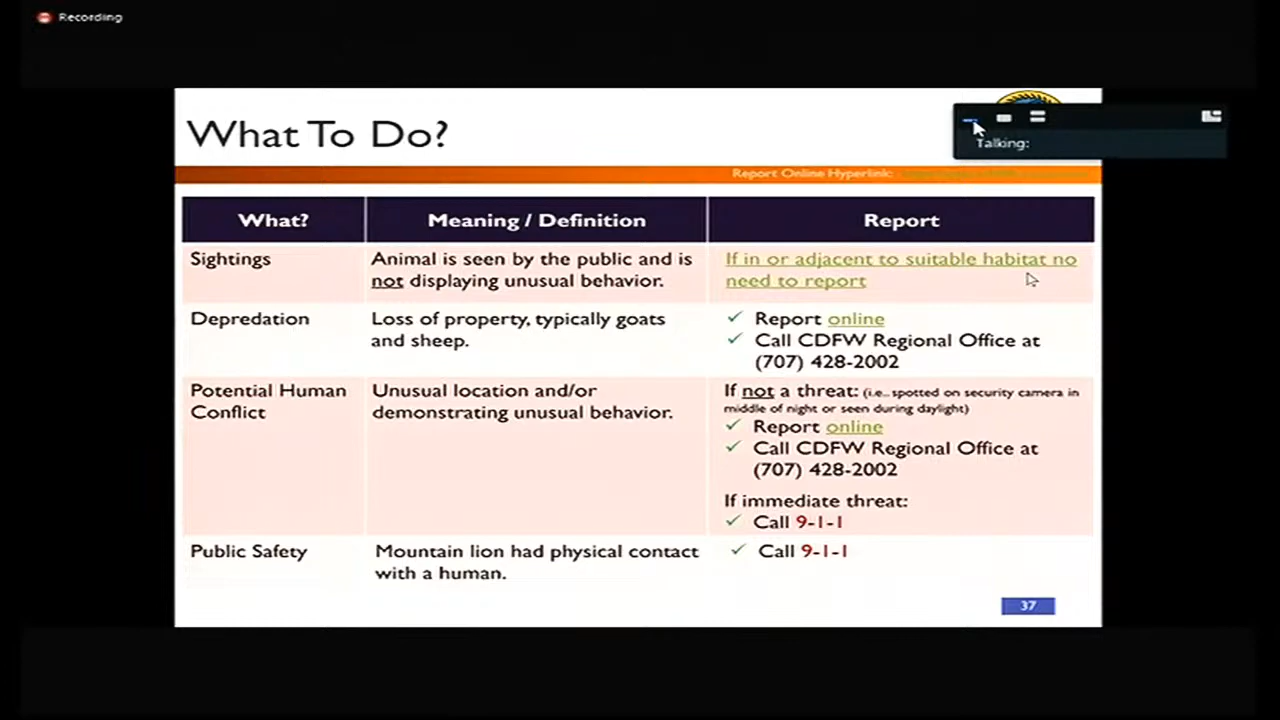 Recording
What To Do?
Talking:
Report Online Hyperlink:
What?
Meaning / Definition
Report
Sightings
Animal is seen by the public and is
not displaying unusual behavior.
If in or adjacent to suitable habitat no
need to report
Depredation
Loss of property, typically goats
and sheep.
✓ Report online
✓ Call CDFW Regional Office at
(707) 428-2002
Potential Human
Conflict
Unusual location and/or
demonstrating unusual behavior.
If not a threat: (i.e.. spotted on security camera in
middle of night or seen during daylight)
✓ Report online
✓ Call CDFW Regional Office at
(707) 428-2002
If immediate threat:
✓ Call 9-1-1
Public Safety
Mountain lion had physical contact
with a human.
✓ Call 9-1-1
37